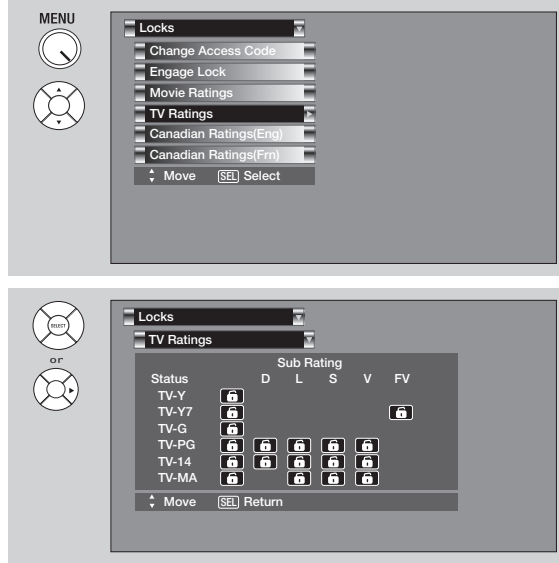 MENU
Locks
Change Access Code
Engage Lock
Movie Ratings
TV Ratings
Canadian Ratings(Eng)
Canadian Ratings(Frn)
Move SEL Select
SELECT
or
Locks
TV Ratings
Sub Rating
Status D L S V FV
TV-Y
TV-Y7
TV-G
TV-PG
TV-14
TV-MA
Move SEL Return